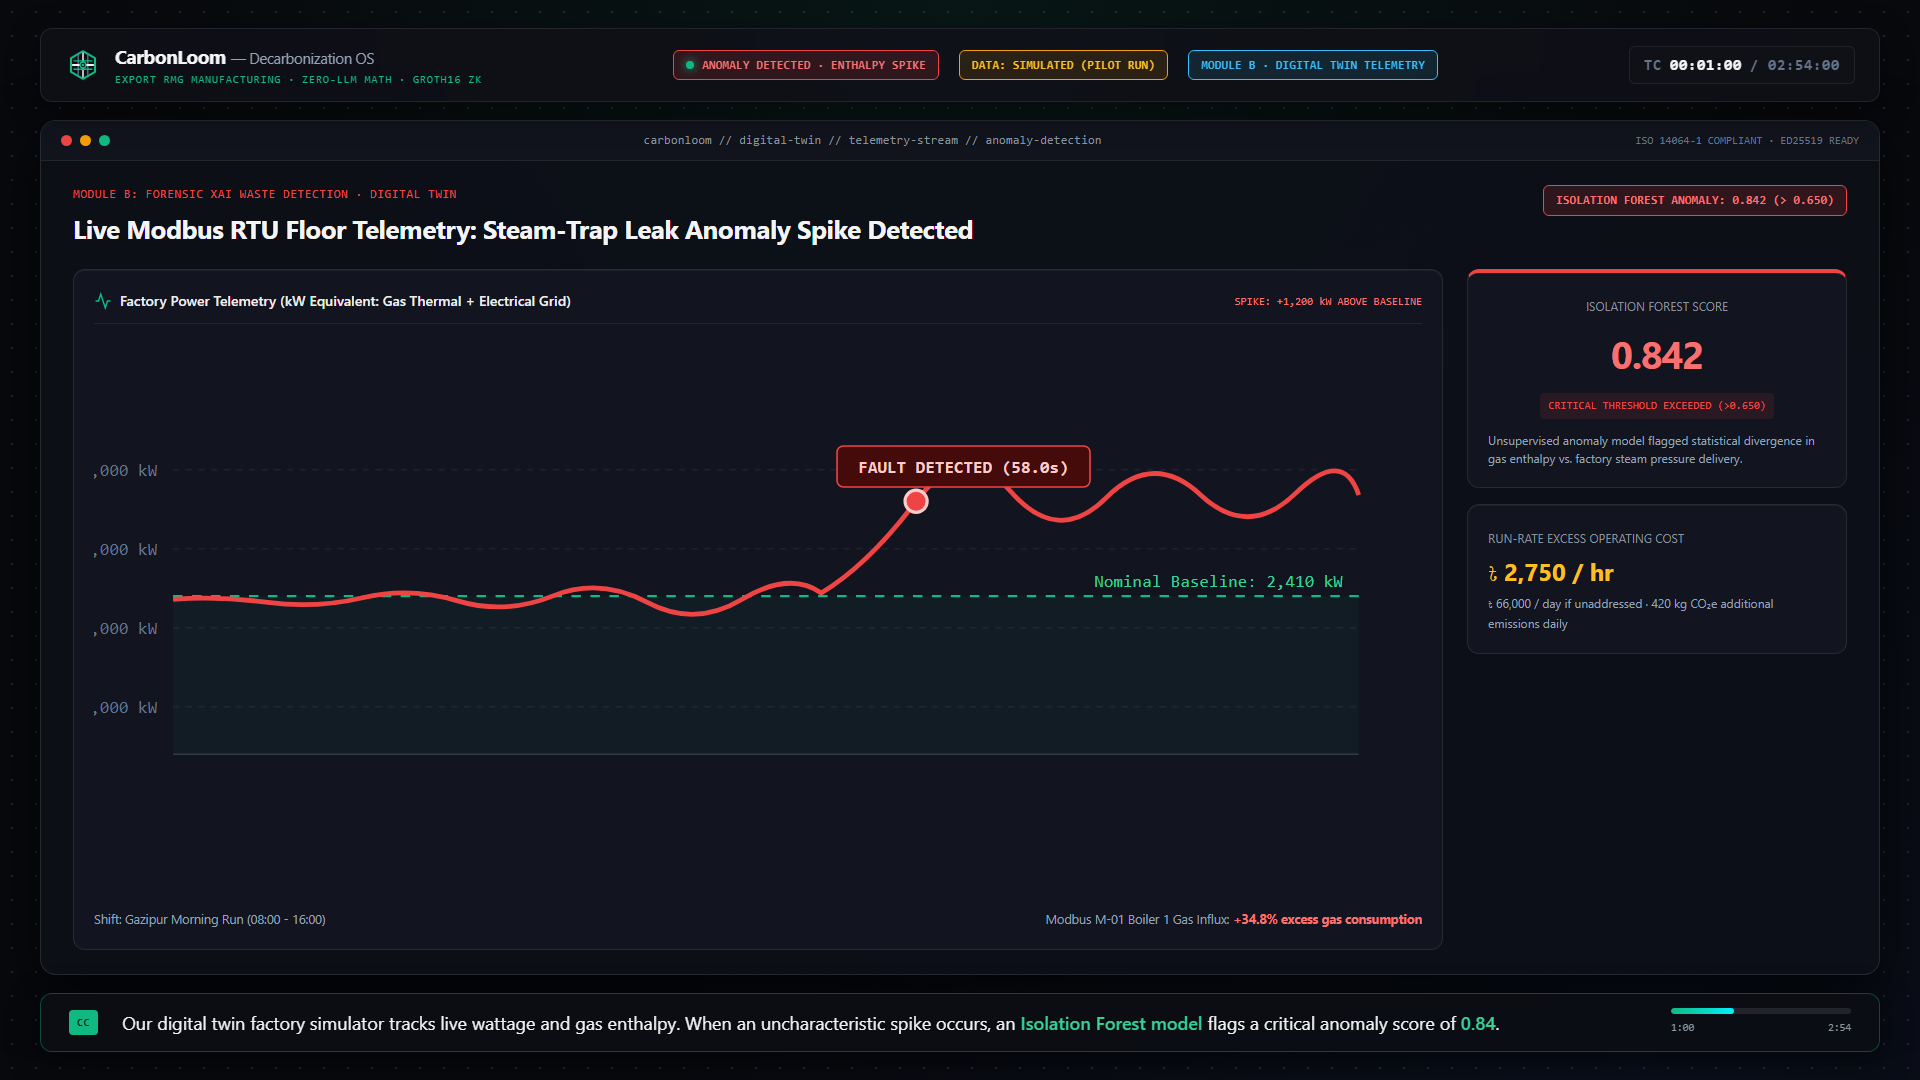 CarbonLoom — Decarbonization OS
EXPORT RMG MANUFACTURING · ZERO-LLM MATH · GROTH16 ZK
ANOMALY DETECTED · ENTHALPY SPIKE
DATA: SIMULATED (PILOT RUN)
MODULE B · DIGITAL TWIN TELEMETRY
TC 00:01:00 / 02:54:00
carbonloom // digital-twin // telemetry-stream // anomaly-detection
ISO 14064-1 COMPLIANT · ED25519 READY
MODULE B: FORENSIC XAI WASTE DETECTION · DIGITAL TWIN
Live Modbus RTU Floor Telemetry: Steam-Trap Leak Anomaly Spike Detected
ISOLATION FOREST ANOMALY: 0.842 (> 0.650)
Factory Power Telemetry (kW Equivalent: Gas Thermal + Electrical Grid)
SPIKE: +1,200 kW ABOVE BASELINE
,000 kW
,000 kW
,000 kW
,000 kW
FAULT DETECTED (58.0s)
Nominal Baseline: 2,410 kW
Shift: Gazipur Morning Run (08:00 - 16:00)
Modbus M-01 Boiler 1 Gas Influx: +34.8% excess gas consumption
ISOLATION FOREST SCORE
0.842
CRITICAL THRESHOLD EXCEEDED (>0.650)
Unsupervised anomaly model flagged statistical divergence in
gas enthalpy vs. factory steam pressure delivery.
RUN-RATE EXCESS OPERATING COST
৳ 2,750 / hr
৳ 66,000 / day if unaddressed · 420 kg CO₂e additional
emissions daily
CC
Our digital twin factory simulator tracks live wattage and gas enthalpy. When an uncharacteristic spike occurs, an Isolation Forest model flags a critical anomaly score of 0.84.
1:00
2:54